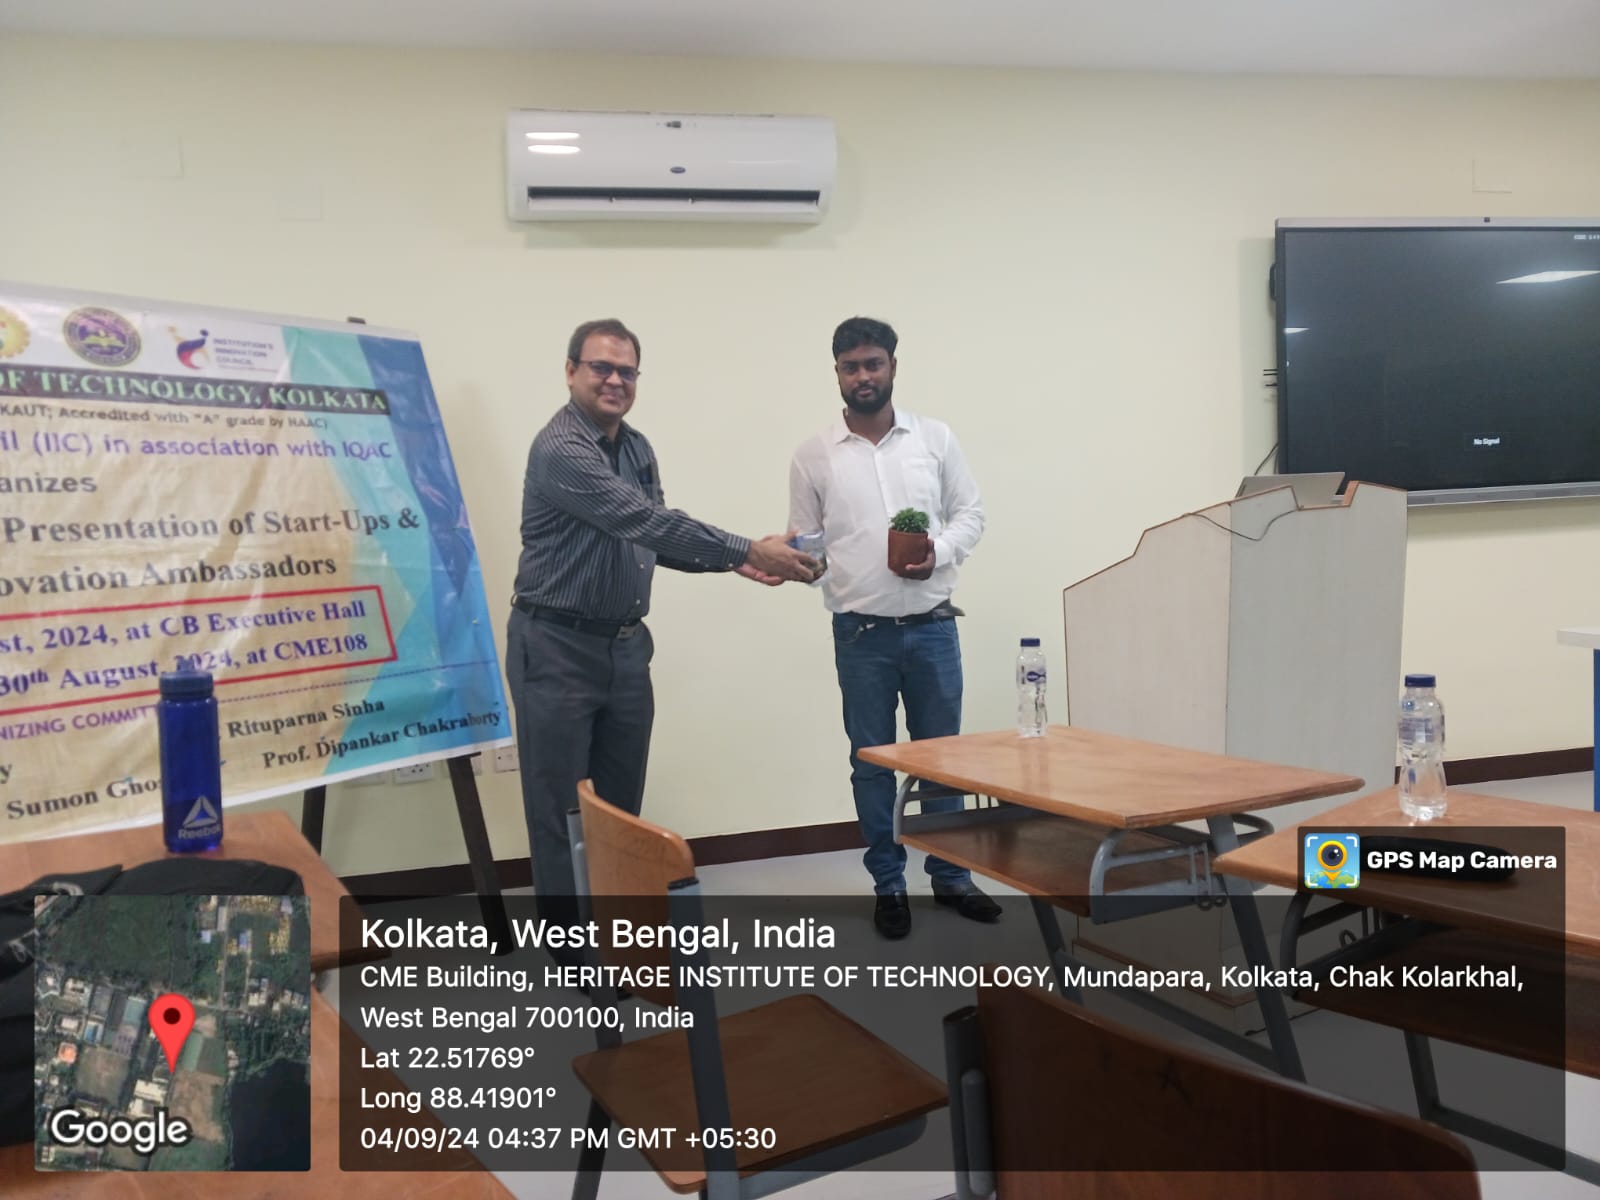 INSTITUTION'S
INNOVATION
COUNCIL
OF TECHNOLOGY, KOLKATA
KAUT; Accredited with "A" grade by NAAC)
il (IIC) in association with IQAC
anizes
Presentation of Start-Ups &
ovation Ambassadors
st, 2024, at CB Executive Hall
30th August, 2024, at CME108
NIZING COMMIT
Rituparna Sinha
y
Prof. Dipankar Chakraborty
Sumon Gho
Reebok
No Signal
GPS Map Camera
Kolkata, West Bengal, India
CME Building, HERITAGE INSTITUTE OF TECHNOLOGY, Mundapara, Kolkata, Chak Kolarkhal,
West Bengal 700100, India
Lat 22.51769°
Long 88.41901°
04/09/24 04:37 PM GMT +05:30
Google